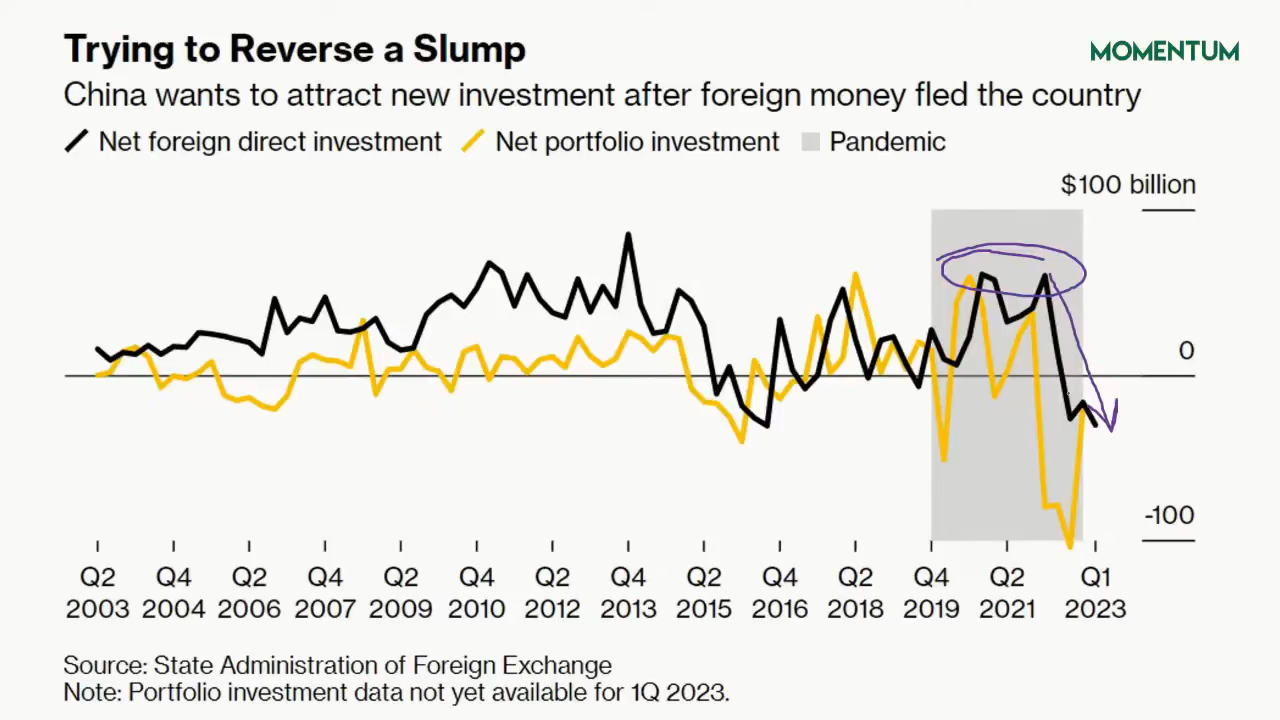 Trying to Reverse a Slump
MOMENTUM
China wants to attract new investment after foreign money fled the country
Net foreign direct investment Net portfolio investment Pandemic
$100 billion
0
-100
Q2 Q4 Q2 Q4 Q2 Q4 Q2 Q4 Q2 Q4 Q2 Q4 Q2 Q1
2003 2004 2006 2007 2009 2010 2012 2013 2015 2016 2018 2019 2021 2023
Source: State Administration of Foreign Exchange
Note: Portfolio investment data not yet available for 1Q 2023.